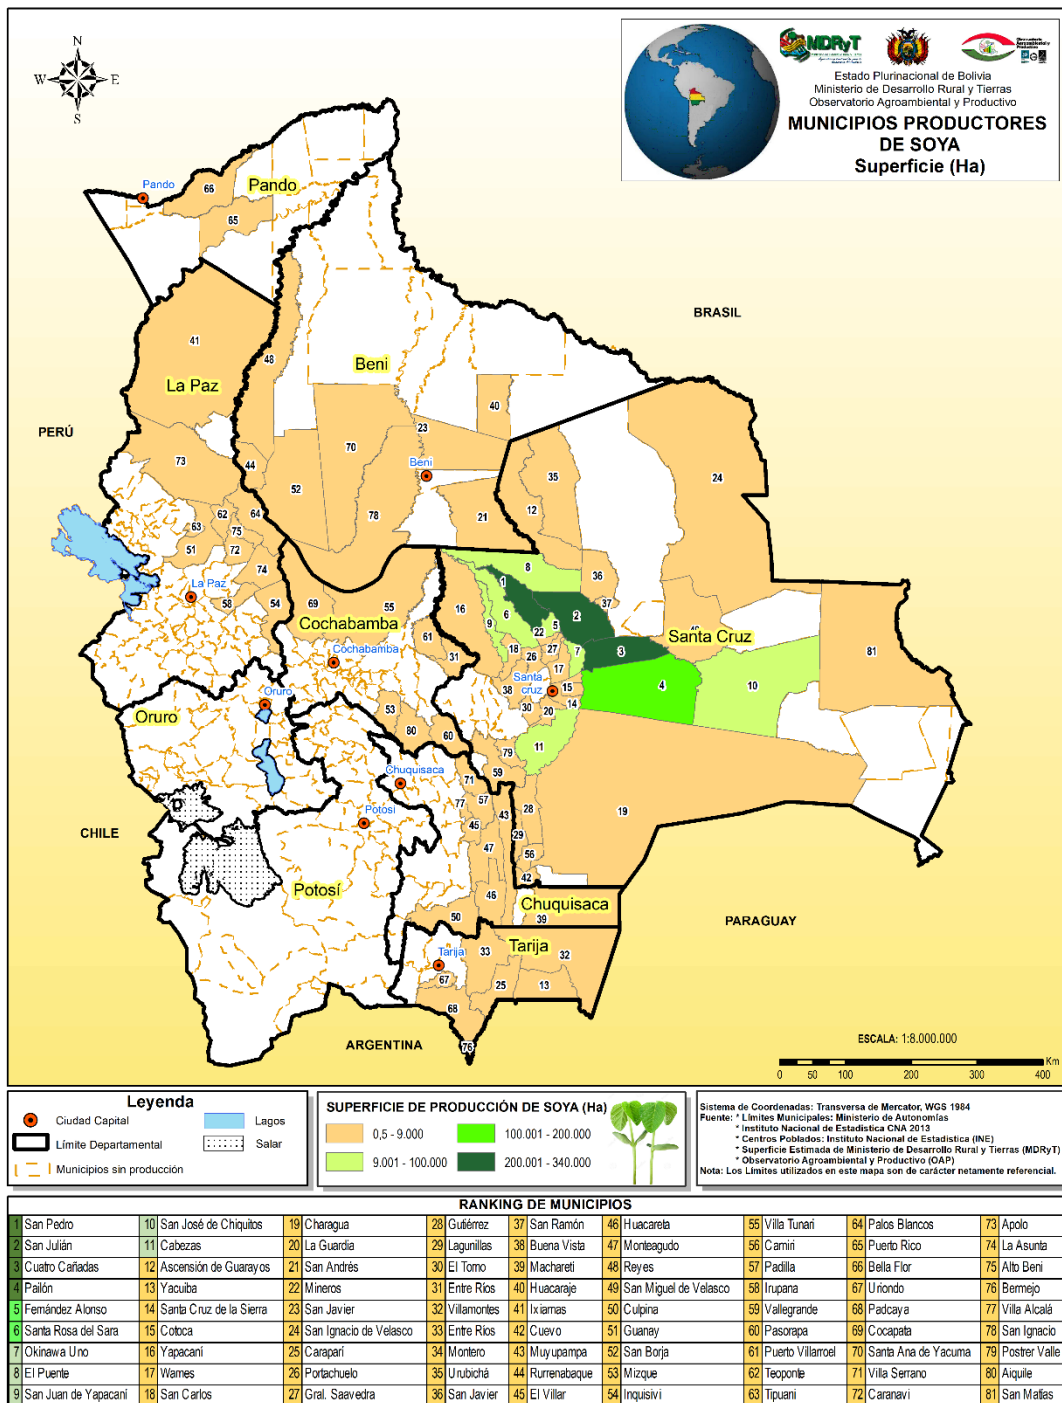 N
W E
S
MDRyT
Estado Plurinacional de Bolivia
Ministerio de Desarrollo Rural y Tierras
Observatorio Agroambiental y Productivo
MUNICIPIOS PRODUCTORES
DE SOYA
Superficie (Ha)
Pando
66
Pando
65
BRASIL
41
48
Beni
La Paz
40
PERÚ
23
70
24
73
44
Beni
35
52
62
64
78
21
12
63
75
51
72
8
74
1
36
La Paz
58
54
69
55
16
6
2
37
Cochabamba
9
5
49
61
22
3
Santa Cruz
31
18
26
27
7
81
Cochabamba
17
Santa
cruz
38
15
4
10
Oruro
53
30
20
14
Oruro
80
60
11
79
Chuquisaca
71
59
77
57
28
19
Potosí
45
43
CHILE
29
47
56
42
Potosí
46
Chuquisaca
50
39
PARAGUAY
Tarija
Tarija
33
32
67
25
13
68
ARGENTINA
76
ESCALA: 1:8.000.000
Km
0 50 100 200 300 400
Leyenda
Ciudad Capital
Lagos
Límite Departamental
Salar
Municipios sin producción
SUPERFICIE DE PRODUCCIÓN DE SOYA (Ha)
0,5 - 9.000
100.001 - 200.000
9.001 - 100.000
200.001 - 340.000
Sistema de Coordenadas: Transversa de Mercator, WGS 1984
Fuente: * Límites Municipales: Ministerio de Autonomías
* Instituto Nacional de Estadística CNA 2013
* Centros Poblados: Instituto Nacional de Estadística (INE)
* Superficie Estimada de Ministerio de Desarrollo Rural y Tierras (MDRyT)
* Observatorio Agroambiental y Productivo (OAP)
Nota: Los Límites utilizados en este mapa son de carácter netamente referencial.
RANKING DE MUNICIPIOS
1 San Pedro 10 San José de Chiquitos 19 Charagua 28 Gutiérrez 37 San Ramón 46 Huacareta 55 Villa Tunari 64 Palos Blancos 73 Apolo
2 San Julián 11 Cabezas 20 La Guardia 29 Lagunillas 38 Buena Vista 47 Monteagudo 56 Camiri 65 Puerto Rico 74 La Asunta
3 Cuatro Cañadas 12 Ascensión de Guarayos 21 San Andrés 30 El Torno 39 Machareti 48 Reyes 57 Padilla 66 Bella Flor 75 Alto Beni
4 Pailón 13 Yacuiba 22 Mineros 31 Entre Ríos 40 Huacaraje 49 San Miguel de Velasco 58 Irupana 67 Uriondo 76 Bermejo
5 Fernández Alonso 14 Santa Cruz de la Sierra 23 San Javier 32 Villamontes 41 Ixiamas 50 Culpina 59 Vallegrande 68 Padcaya 77 Villa Alcalá
6 Santa Rosa del Sara 15 Cotoca 24 San Ignacio de Velasco 33 Entre Ríos 42 Cuevo 51 Guanay 60 Pasorapa 69 Cocapata 78 San Ignacio
7 Okinawa Uno 16 Yapacaní 25 Caraparí 34 Montero 43 Muyupampa 52 San Borja 61 Puerto Villarroel 70 Santa Ana de Yacuma 79 Postrer Valle
8 El Puente 17 Warnes 26 Portachuelo 35 Urubichá 44 Rurrenabaque 53 Mizque 62 Teoponte 71 Villa Serrano 80 Aiquile
9 San Juan de Yapacaní 18 San Carlos 27 Gral. Saavedra 36 San Javier 45 El Villar 54 Inquisivi 63 Tipuani 72 Caranavi 81 San Matías